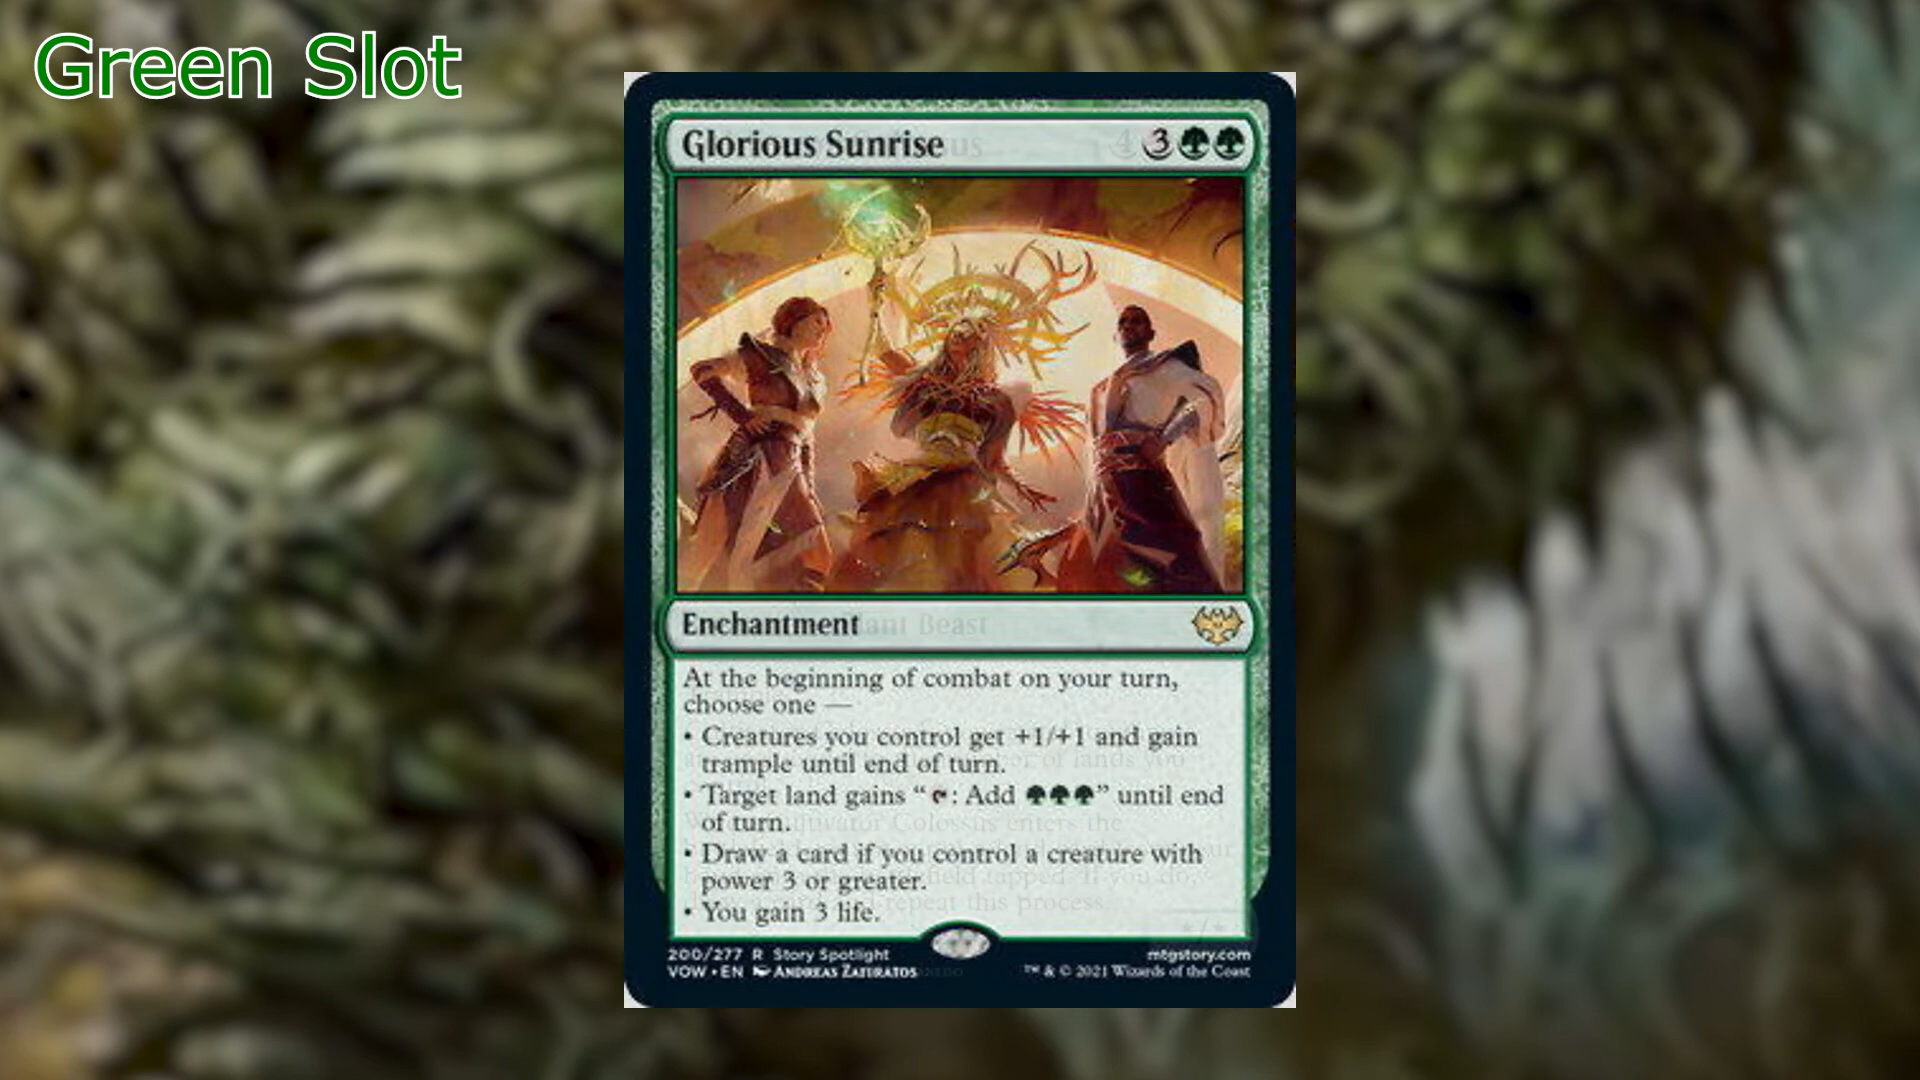 Green Slot
Glorious Sunrise 4 3
Enchantment
At the beginning of combat on your turn,
choose one —
• Creatures you control get +1/+1 and gain
trample until end of turn.
• Target land gains “ : Add ” until end
of turn.
• Draw a card if you control a creature with
power 3 or greater.
• You gain 3 life.
200/277 R Story Spotlight
mtgstory.com
VOW • EN ANDREAS ZAFIRATOS
™ & © 2021 Wizards of the Coast